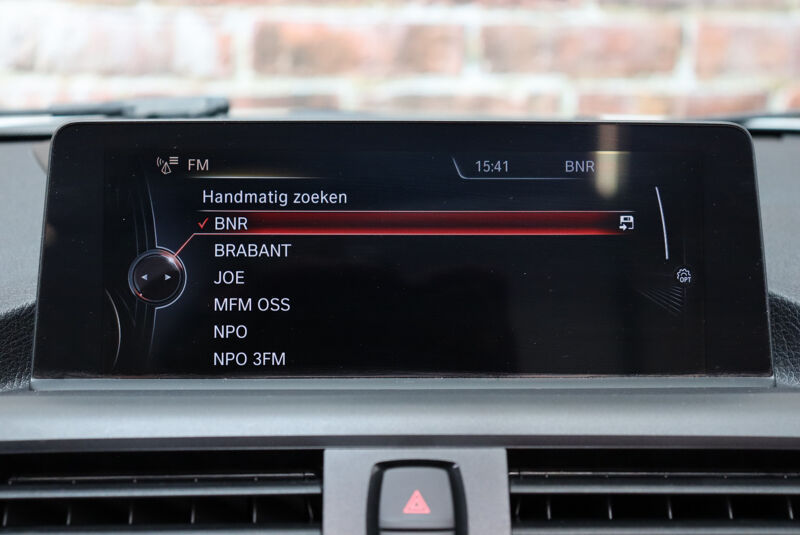 FM 15:41 BNR
Handmatig zoeken
BNR
BRABANT
JOE
MFM OSS
NPO
NPO 3FM
OPT